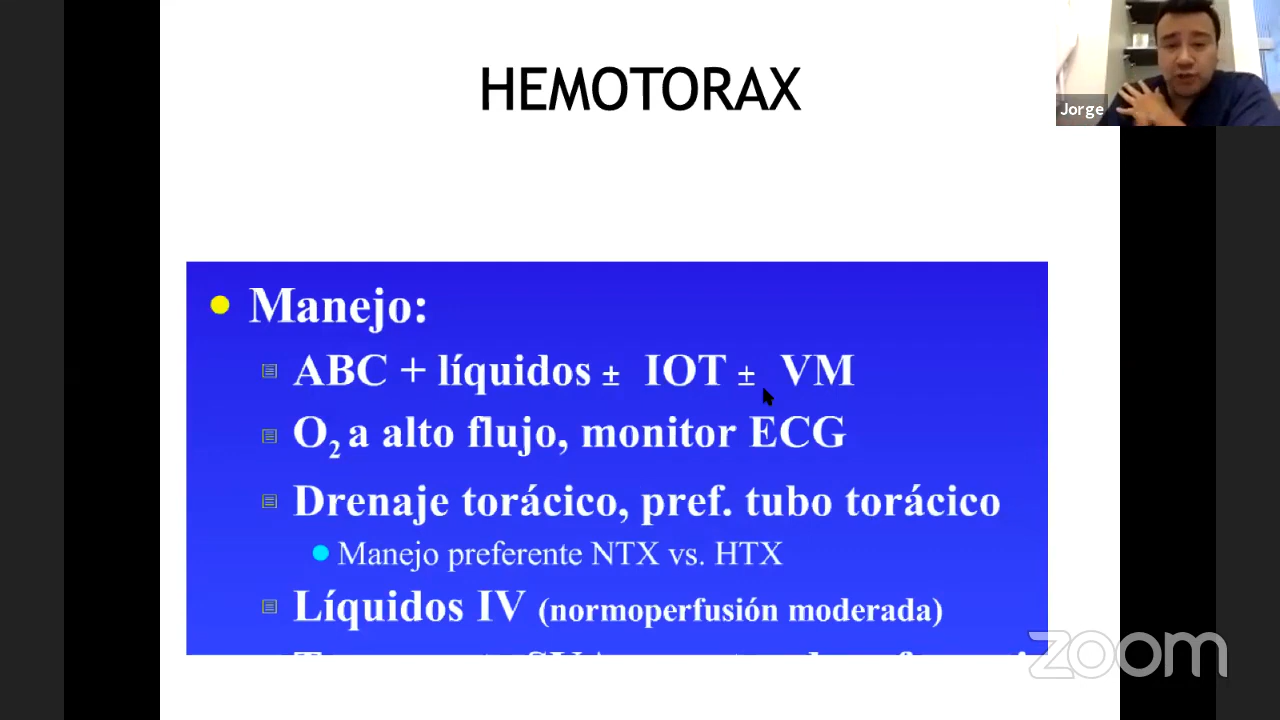 HEMOTORAX
Jorge
Manejo:
ABC + líquidos ± IOT ± VM
O₂ a alto flujo, monitor ECG
Drenaje torácico, pref. tubo torácico
Manejo preferente NTX vs. HTX
Líquidos IV (normoperfusión moderada)
zoom